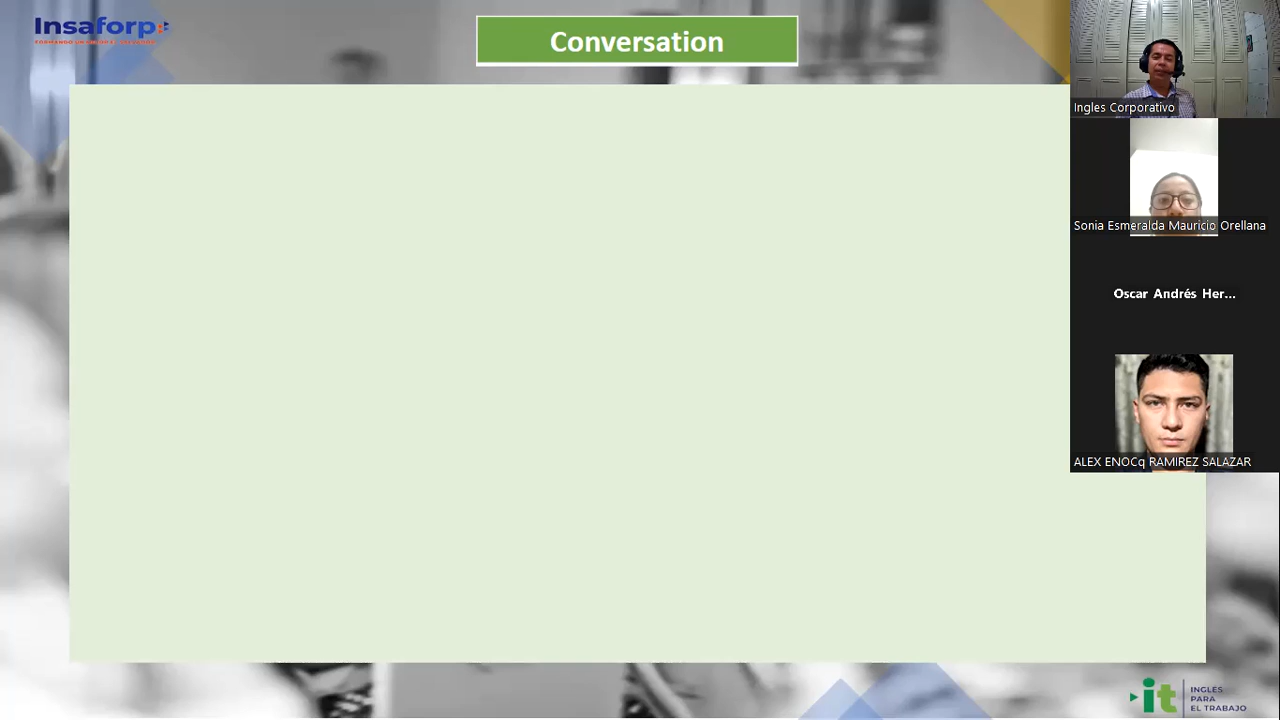 Insaforp
Conversation
Ingles Corporativo
Sonia Esmeralda Mauricio Orellana
Oscar Andrés Her...
ALEX ENOCq RAMIREZ SALAZAR
it
INGLES
PARA
EL TRABAJO